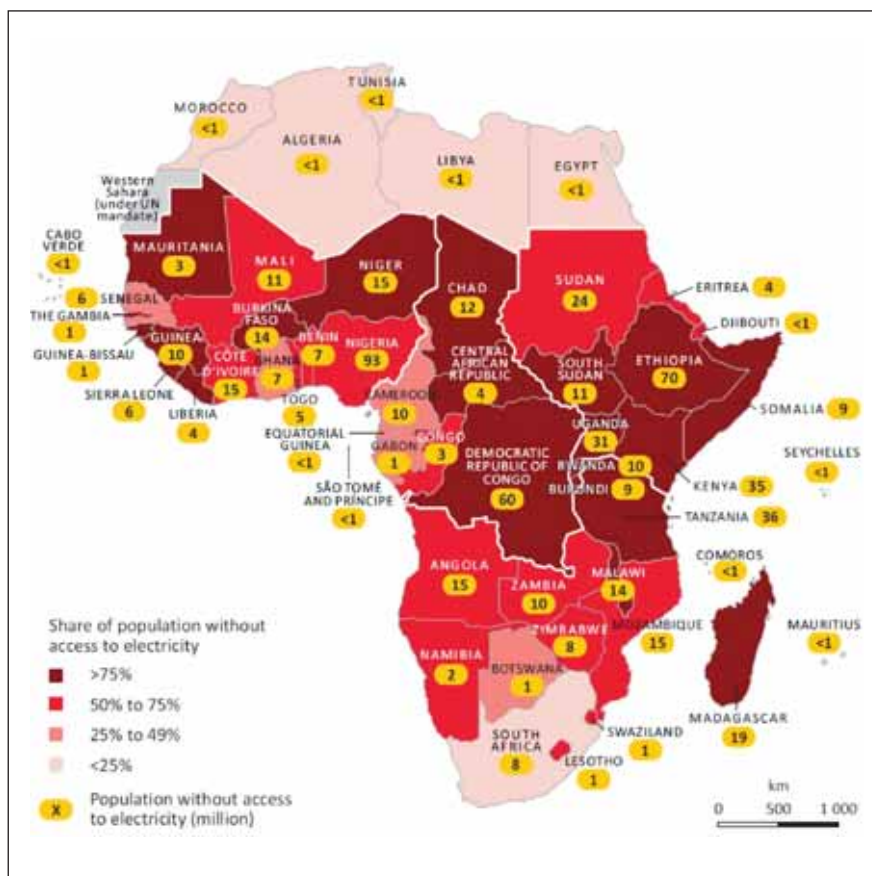 TUNISIA
<1
MOROCCO
<1
ALGERIA
<1
LIBYA
<1
EGYPT
<1
Western
Sahara
(under UN
mandate)
CABO
VERDE
<1
MAURITANIA
3
MALI
11
NIGER
15
CHAD
12
SUDAN
24
ERITREA 4
DJIBOUTI <1
6 SENEGAL
THE GAMBIA
1
GUINEA-BISSAU
1
GUINEA
10
SIERRA LEONE
6
LIBERIA
4
BURKINA
FASO
14
CÔTE
D'IVOIRE
15
GHANA
7
TOGO
5
BENIN
7
NIGERIA
93
CENTRAL
AFRICAN
REPUBLIC
4
SOUTH
SUDAN
11
ETHIOPIA
70
SOMALIA 9
CAMEROON
10
EQUATORIAL
GUINEA
<1
SÃO TOMÉ
AND PRÍNCIPE
<1
GABON
1
CONGO
3
DEMOCRATIC
REPUBLIC OF
CONGO
60
UGANDA
31
RWANDA 10
BURUNDI 9
KENYA 35
TANZANIA 36
SEYCHELLES
<1
COMOROS
<1
ANGOLA
15
ZAMBIA
10
MALAWI
14
MOZAMBIQUE
15
ZIMBABWE
8
MAURITIUS
<1
NAMIBIA
2
BOTSWANA
1
MADAGASCAR
19
SOUTH
AFRICA
8
SWAZILAND
1
LESOTHO
1
Share of population without
access to electricity
>75%
50% to 75%
25% to 49%
<25%
X Population without access
to electricity (million)
km
0 500 1 000